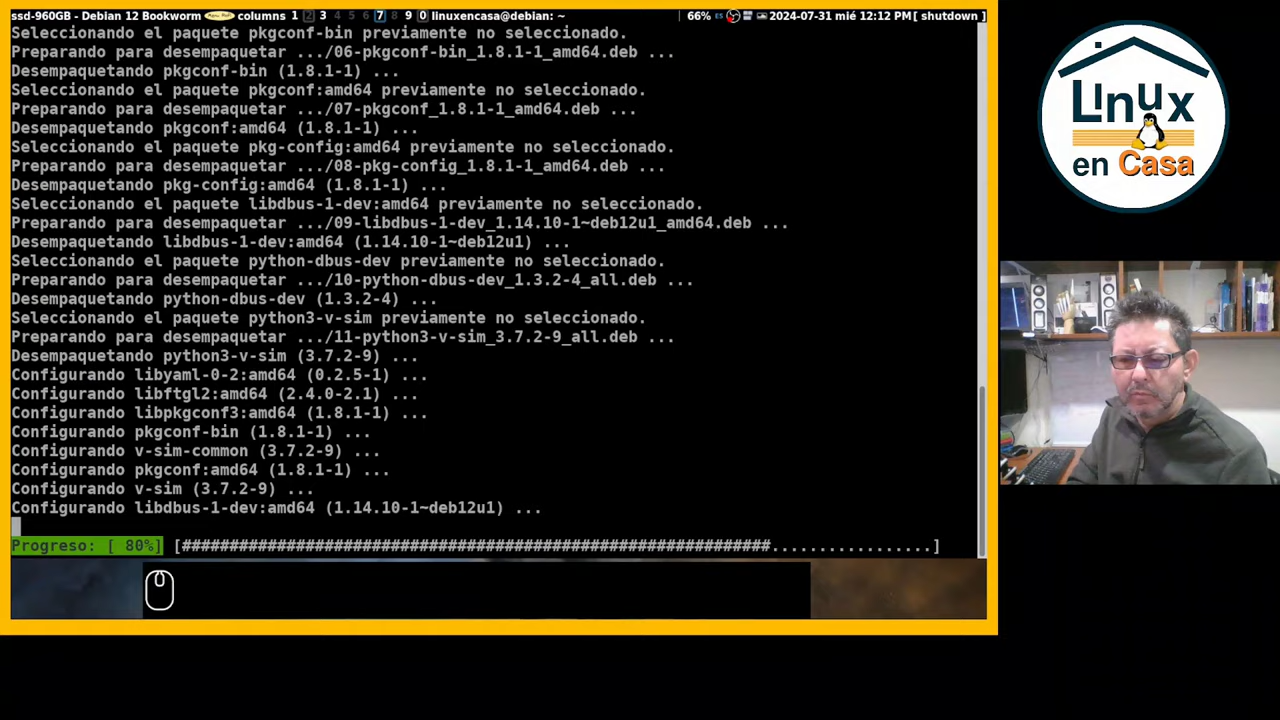 ssd-960GB - Debian 12 Bookworm Menu columns 1 2 3 4 5 6 7 8 9 0 linuxencasa@debian: ~ 66% ES 2024-07-31 mié 12:12 PM[ shutdown ]
Seleccionando el paquete pkgconf-bin previamente no seleccionado.
Preparando para desempaquetar .../06-pkgconf-bin_1.8.1-1_amd64.deb ...
Desempaquetando pkgconf-bin (1.8.1-1) ...
Seleccionando el paquete pkgconf:amd64 previamente no seleccionado.
Preparando para desempaquetar .../07-pkgconf_1.8.1-1_amd64.deb ...
Desempaquetando pkgconf:amd64 (1.8.1-1) ...
Seleccionando el paquete pkg-config:amd64 previamente no seleccionado.
Preparando para desempaquetar .../08-pkg-config_1.8.1-1_amd64.deb ...
Desempaquetando pkg-config:amd64 (1.8.1-1) ...
Seleccionando el paquete libdbus-1-dev:amd64 previamente no seleccionado.
Preparando para desempaquetar .../09-libdbus-1-dev_1.14.10-1~deb12u1_amd64.deb ...
Desempaquetando libdbus-1-dev:amd64 (1.14.10-1~deb12u1) ...
Seleccionando el paquete python-dbus-dev previamente no seleccionado.
Preparando para desempaquetar .../10-python-dbus-dev_1.3.2-4_all.deb ...
Desempaquetando python-dbus-dev (1.3.2-4) ...
Seleccionando el paquete python3-v-sim previamente no seleccionado.
Preparando para desempaquetar .../11-python3-v-sim_3.7.2-9_all.deb ...
Desempaquetando python3-v-sim (3.7.2-9) ...
Configurando libyaml-0-2:amd64 (0.2.5-1) ...
Configurando libftgl2:amd64 (2.4.0-2.1) ...
Configurando libpkgconf3:amd64 (1.8.1-1) ...
Configurando pkgconf-bin (1.8.1-1) ...
Configurando v-sim-common (3.7.2-9) ...
Configurando pkgconf:amd64 (1.8.1-1) ...
Configurando v-sim (3.7.2-9) ...
Configurando libdbus-1-dev:amd64 (1.14.10-1~deb12u1) ...
Progreso: [ 80%] [##############################################################.................]
Linux
en Casa